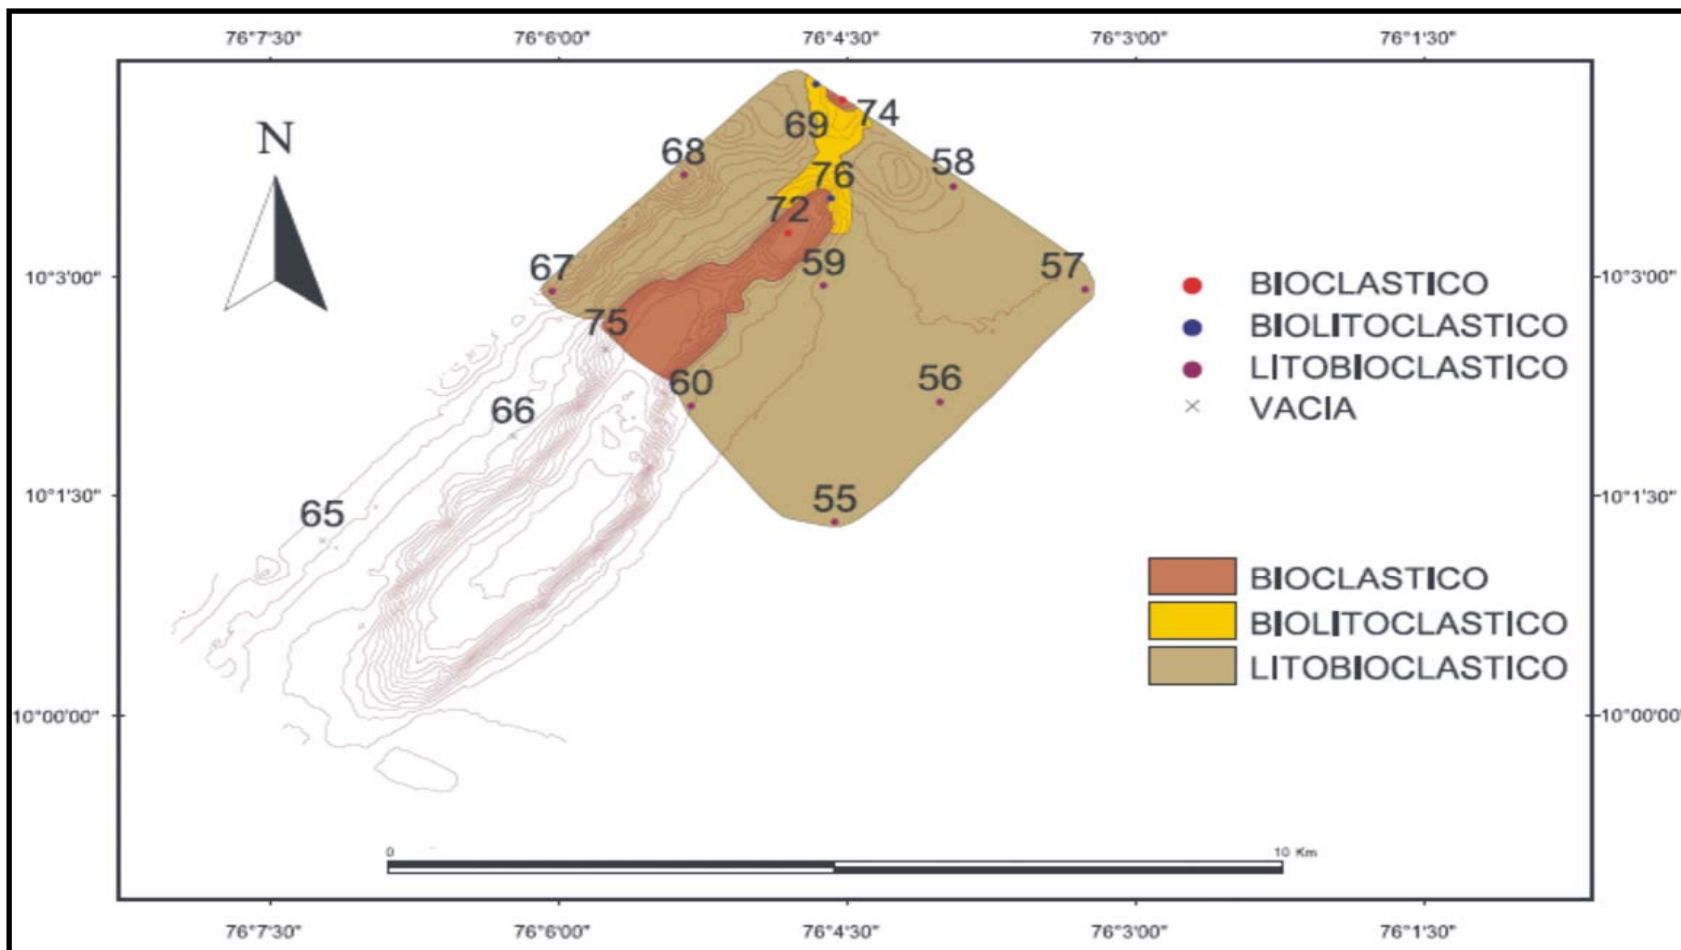 76°7'30" 76°6'00" 76°4'30" 76°3'00" 76°1'30"
N
69 74
68 58
76
72
67 59 57
10°3'00" 10°3'00"
BIOCLASTICO
75
BIOLITOCLASTICO
LITOBIOCLASTICO
60 56
66 VACIA
10°1'30" 10°1'30"
65 55
BIOCLASTICO
BIOLITOCLASTICO
LITOBIOCLASTICO
10°00'00" 10°00'00"
0 10 Km
76°7'30" 76°6'00" 76°4'30" 76°3'00" 76°1'30"